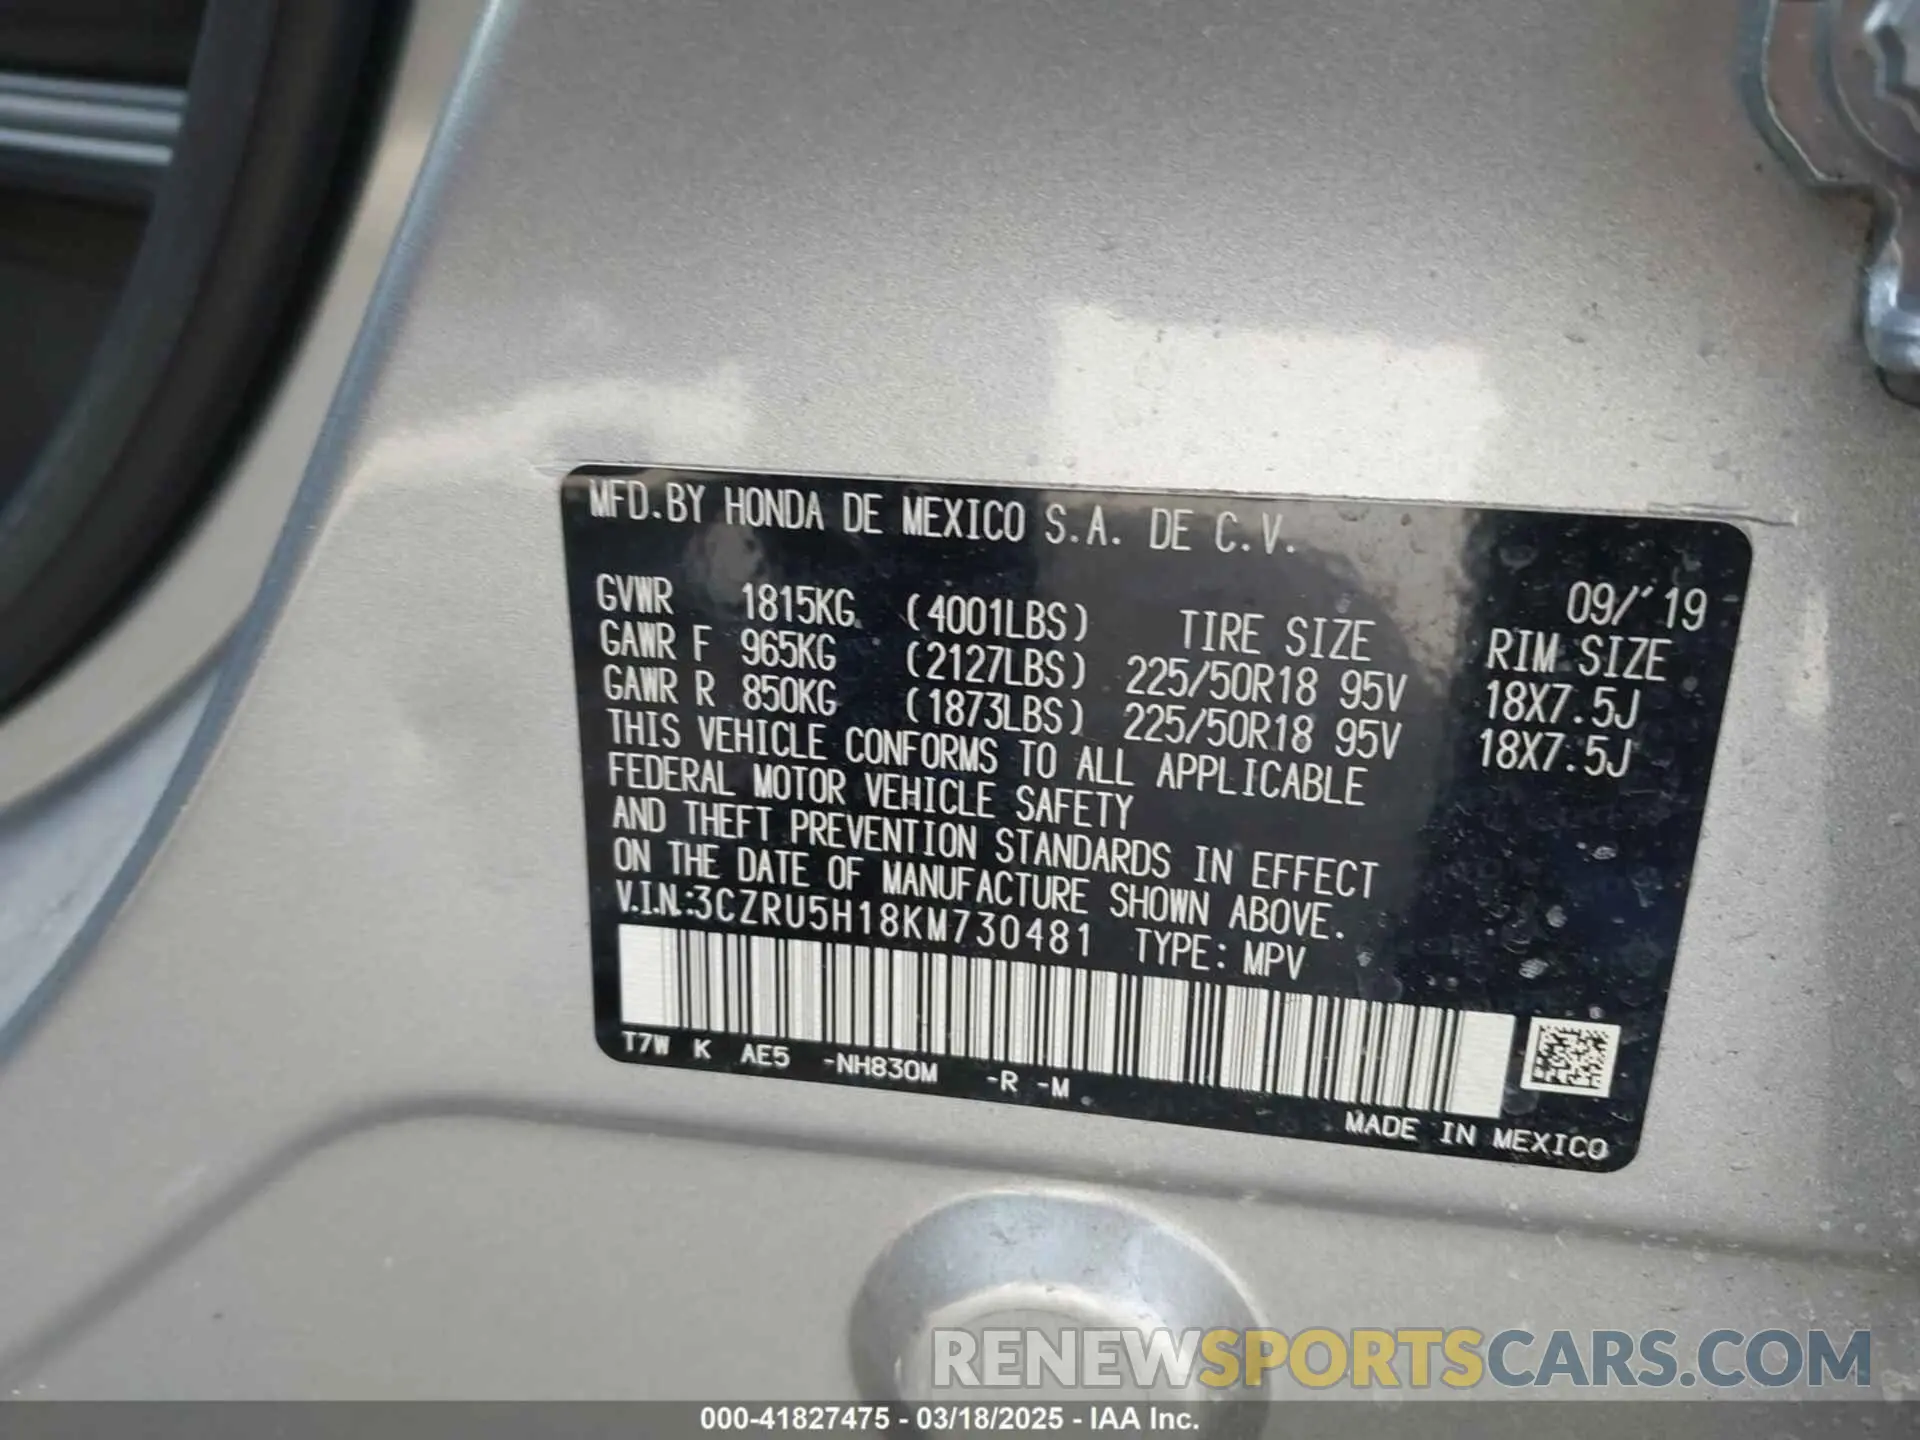 MFD.BY HONDA DE MEXICO S.A. DE C.V.
09/'19
GVWR 1815KG (4001LBS) TIRE SIZE RIM SIZE
GAWR F 965KG (2127LBS) 225/50R18 95V 18X7.5J
GAWR R 850KG (1873LBS) 225/50R18 95V 18X7.5J
THIS VEHICLE CONFORMS TO ALL APPLICABLE
FEDERAL MOTOR VEHICLE SAFETY
AND THEFT PREVENTION STANDARDS IN EFFECT
ON THE DATE OF MANUFACTURE SHOWN ABOVE.
V.I.N.:3CZRU5H18KM730481 TYPE: MPV
T7W K AE5 -NH830M -R -M
MADE IN MEXICO
RENEWSPORTSCARS.COM
000-41827475 - 03/18/2025 - IAA Inc.